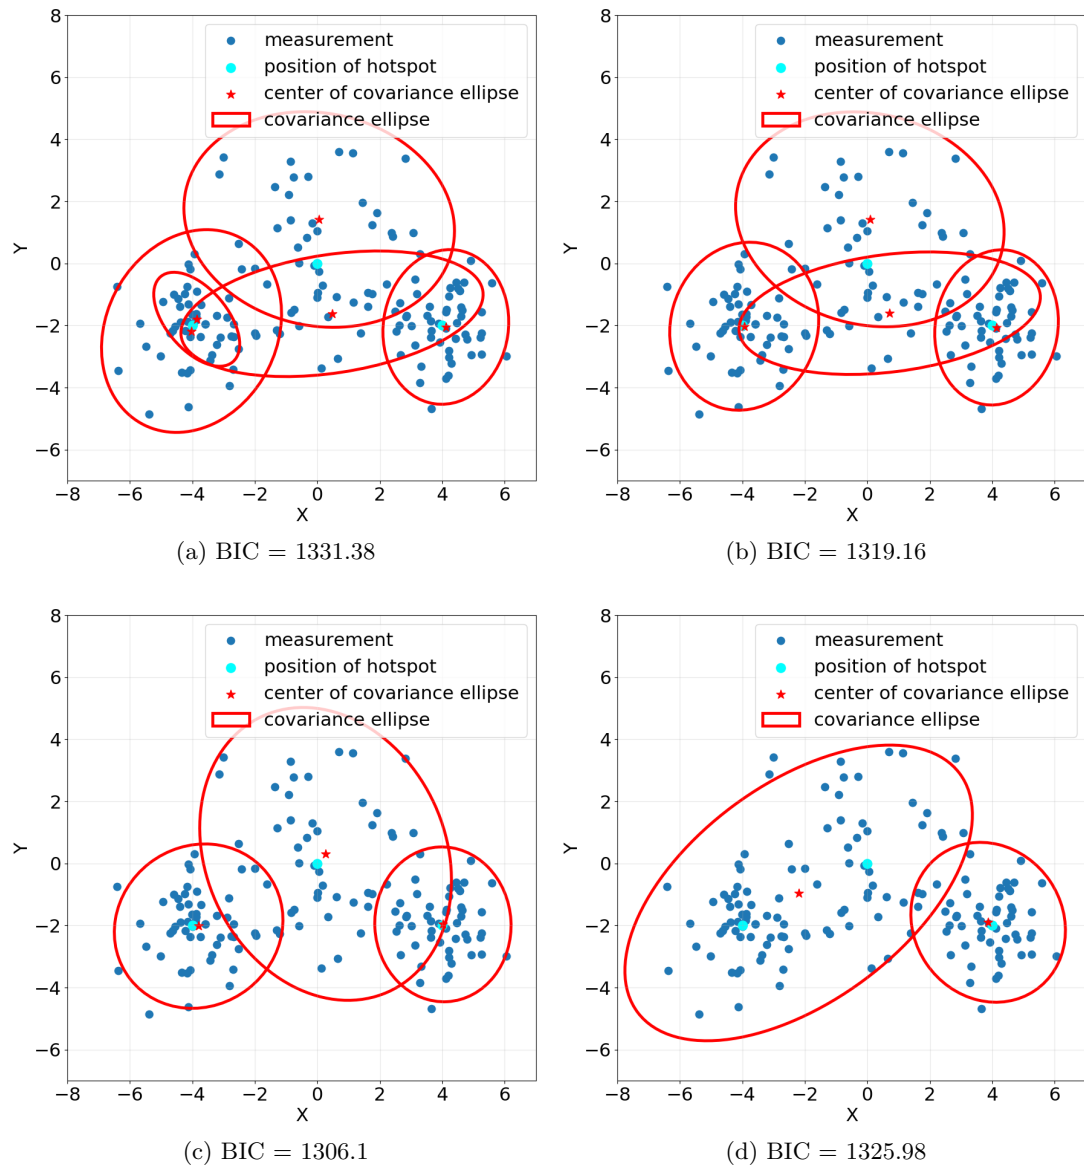 8
6
4
2
0
−2
−4
−6
Y
measurement
position of hotspot
center of covariance ellipse
covariance ellipse
−8 −6 −4 −2 0 2 4 6
X
(a) BIC = 1331.38
8
6
4
2
0
−2
−4
−6
Y
measurement
position of hotspot
center of covariance ellipse
covariance ellipse
−8 −6 −4 −2 0 2 4 6
X
(b) BIC = 1319.16
8
6
4
2
0
−2
−4
−6
Y
measurement
position of hotspot
center of covariance ellipse
covariance ellipse
−8 −6 −4 −2 0 2 4 6
X
(c) BIC = 1306.1
8
6
4
2
0
−2
−4
−6
Y
measurement
position of hotspot
center of covariance ellipse
covariance ellipse
−8 −6 −4 −2 0 2 4 6
X
(d) BIC = 1325.98